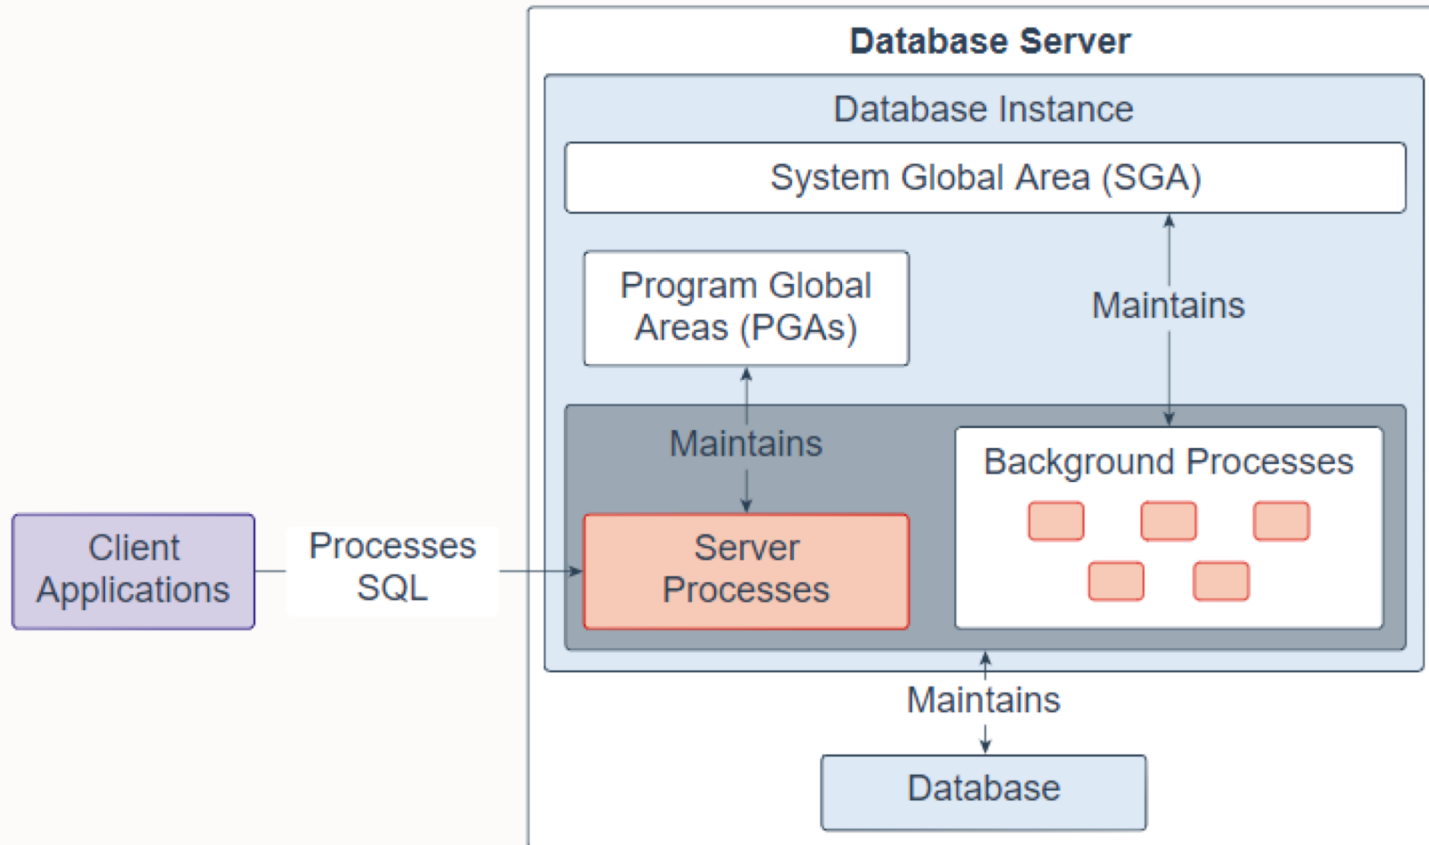 Database Server
Database Instance
System Global Area (SGA)
Program Global
Areas (PGAs)
Maintains
Maintains
Background Processes
Client
Applications
Processes
SQL
Server
Processes
Maintains
Database